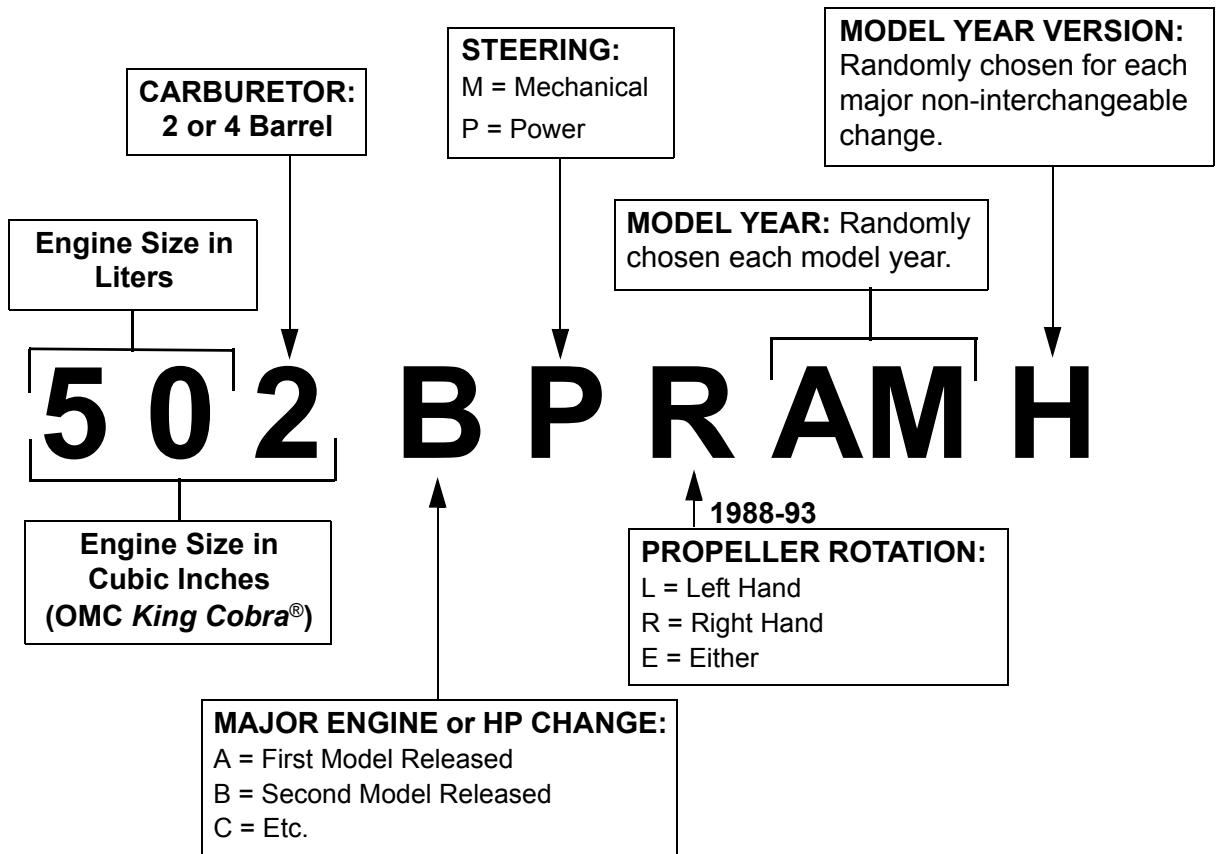 CARBURETOR:
2 or 4 Barrel
STEERING:
M = Mechanical
P = Power
MODEL YEAR VERSION:
Randomly chosen for each
major non-interchangeable
change.
Engine Size in
Liters
MODEL YEAR: Randomly
chosen each model year.
5 0 2 B P R AM H
Engine Size in
Cubic Inches
(OMC King Cobra®)
1988-93
PROPELLER ROTATION:
L = Left Hand
R = Right Hand
E = Either
MAJOR ENGINE or HP CHANGE:
A = First Model Released
B = Second Model Released
C = Etc.